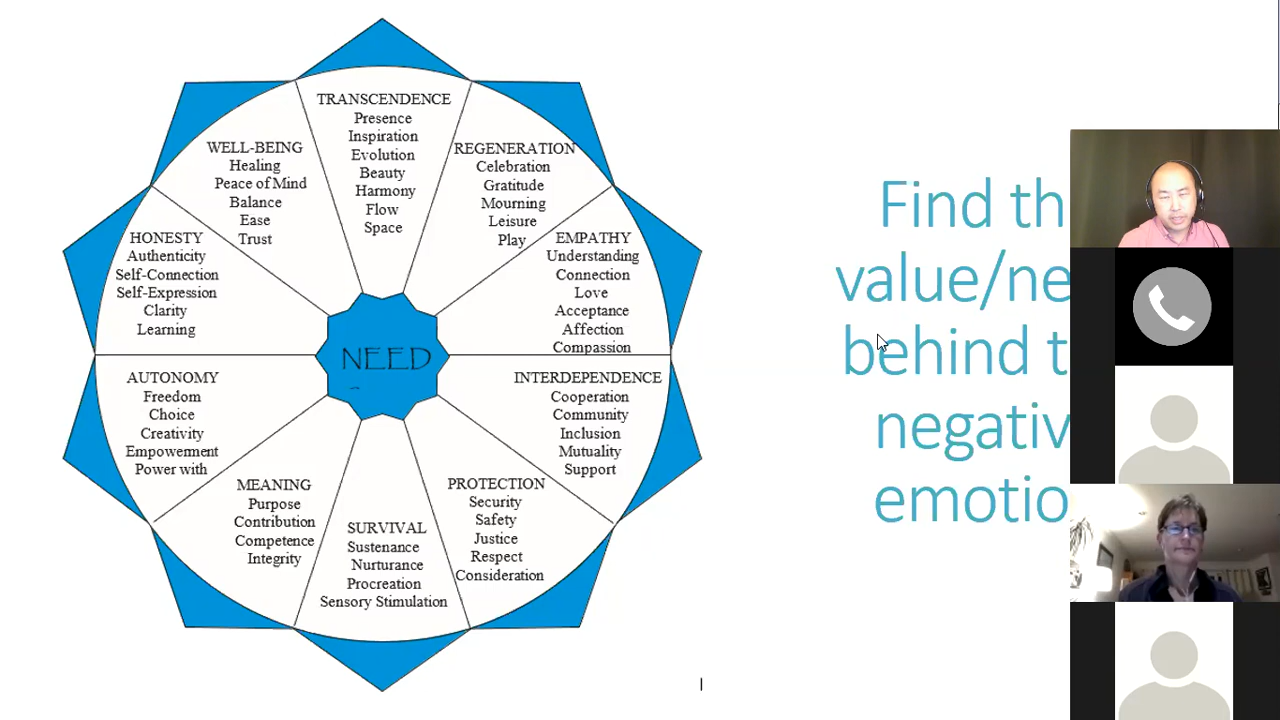 TRANSCENDENCE
Presence
Inspiration
Evolution
Beauty
Harmony
Flow
Space
REGENERATION
Celebration
Gratitude
Mourning
Leisure
Play
EMPATHY
Understanding
Connection
Love
Acceptance
Affection
Compassion
INTERDEPENDENCE
Cooperation
Community
Inclusion
Mutuality
Support
PROTECTION
Security
Safety
Justice
Respect
Consideration
SURVIVAL
Sustenance
Nurturance
Procreation
Sensory Stimulation
MEANING
Purpose
Contribution
Competence
Integrity
AUTONOMY
Freedom
Choice
Creativity
Empowerment
Power with
HONESTY
Authenticity
Self-Connection
Self-Expression
Clarity
Learning
WELL-BEING
Healing
Peace of Mind
Balance
Ease
Trust
NEED
Find th
value/ne
behind t
negativ
emotio